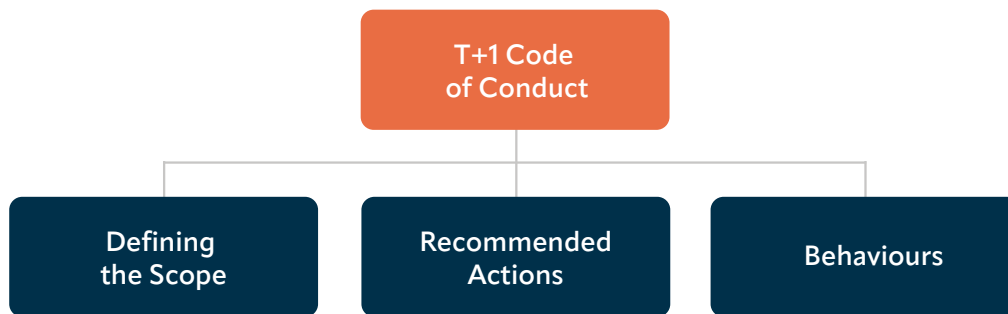 T+1 Code
of Conduct
Defining
the Scope
Recommended
Actions
Behaviours